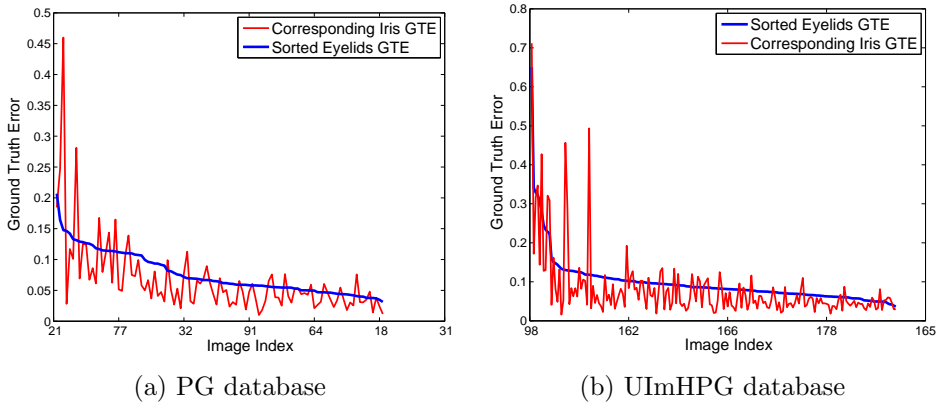 0.5
0.45
0.4
0.35
0.3
0.25
0.2
0.15
0.1
0.05
0
Ground Truth Error
Corresponding Iris GTE
Sorted Eyelids GTE
21 77 32 91 64 18 31
Image Index
(a) PG database
0.8
0.7
0.6
0.5
0.4
0.3
0.2
0.1
0
Ground Truth Error
Sorted Eyelids GTE
Corresponding Iris GTE
98 162 166 178 165
Image Index
(b) UImHPG database